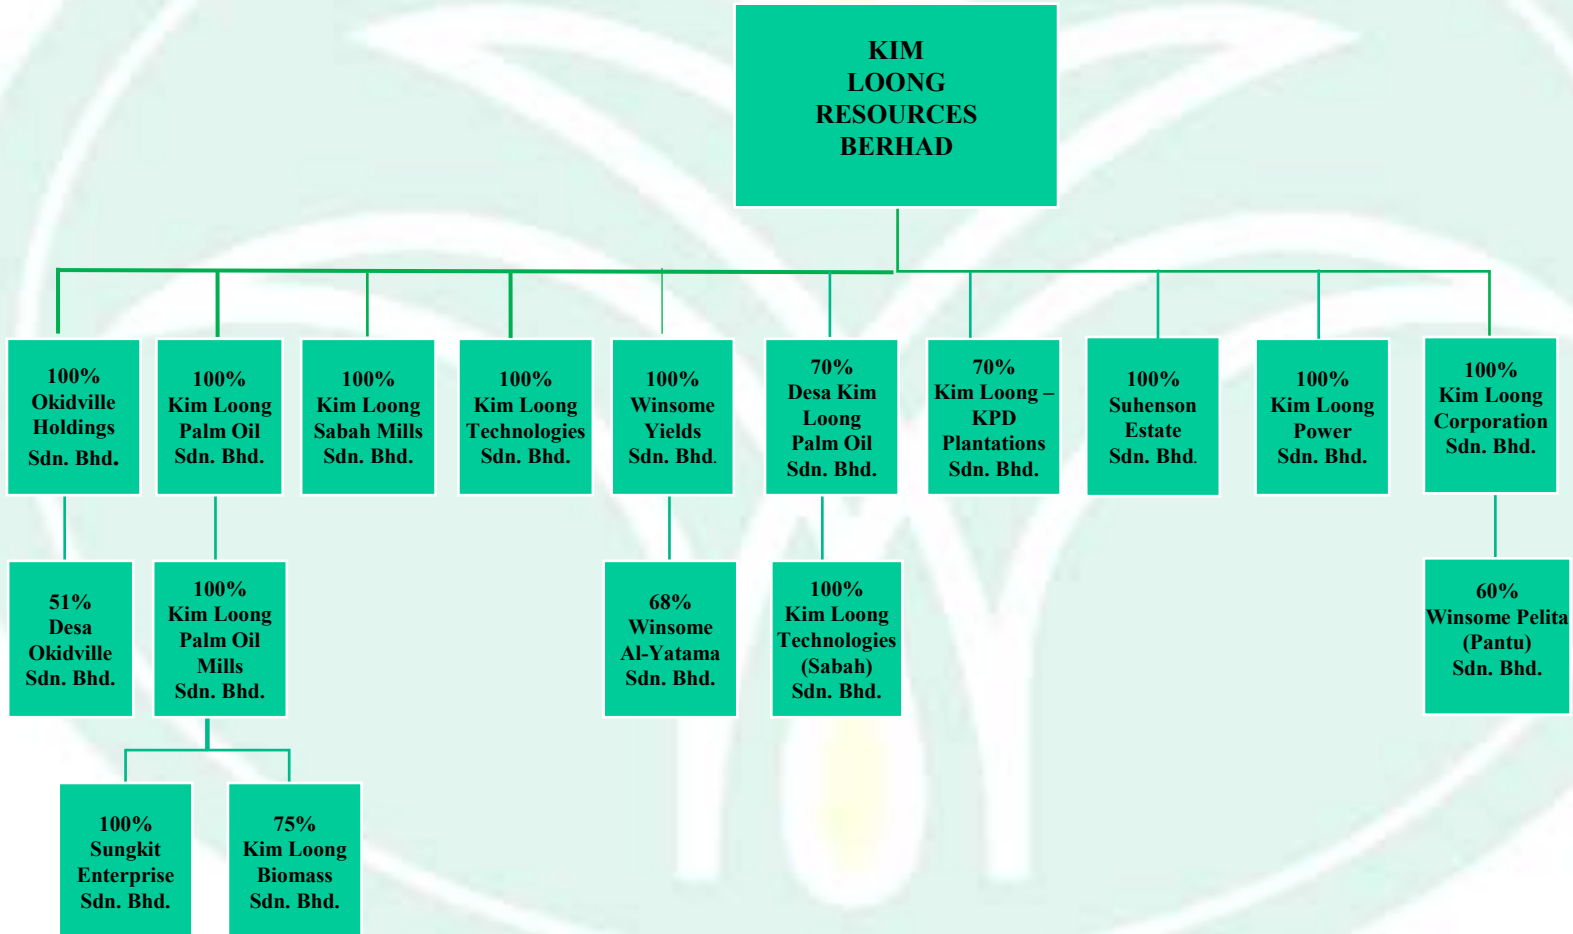 KIM
LOONG
RESOURCES
BERHAD
100%
Okidville
Holdings
Sdn. Bhd.
100%
Kim Loong
Palm Oil
Sdn. Bhd.
100%
Kim Loong
Sabah Mills
Sdn. Bhd.
100%
Kim Loong
Technologies
Sdn. Bhd.
100%
Winsome
Yields
Sdn. Bhd.
70%
Desa Kim
Loong
Palm Oil
Sdn. Bhd.
70%
Kim Loong –
KPD
Plantations
Sdn. Bhd.
100%
Suhenson
Estate
Sdn. Bhd.
100%
Kim Loong
Power
Sdn. Bhd.
100%
Kim Loong
Corporation
Sdn. Bhd.
51%
Desa
Okidville
Sdn. Bhd.
100%
Kim Loong
Palm Oil
Mills
Sdn. Bhd.
68%
Winsome
Al-Yatama
Sdn. Bhd.
100%
Kim Loong
Technologies
(Sabah)
Sdn. Bhd.
60%
Winsome Pelita
(Pantu)
Sdn. Bhd.
100%
Sungkit
Enterprise
Sdn. Bhd.
75%
Kim Loong
Biomass
Sdn. Bhd.